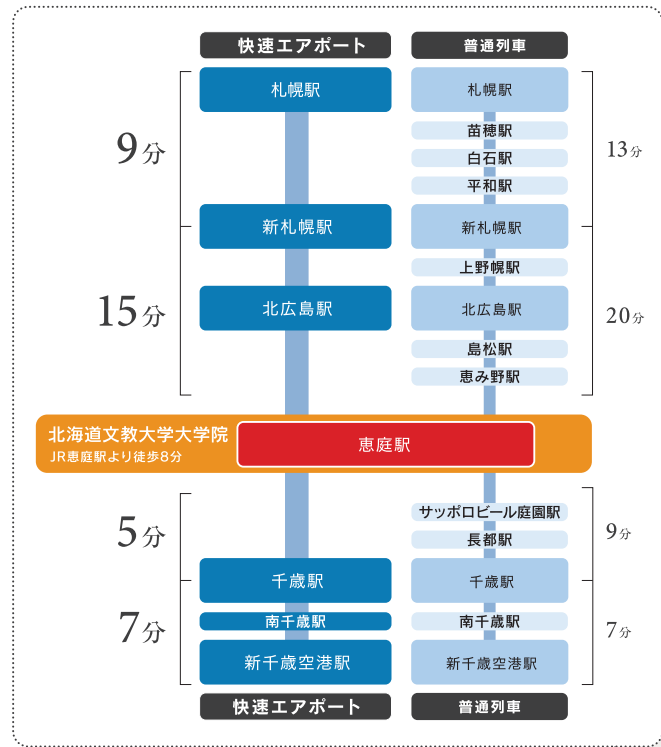 快速エアポート
普通列車
札幌駅
札幌駅
苗穂駅
9分
13分
白石駅
平和駅
新札幌駅
新札幌駅
上野幌駅
15分
北広島駅
北広島駅
20分
島松駅
恵み野駅
北海道文教大学大学院
JR恵庭駅より徒歩8分
恵庭駅
サッポロビール庭園駅
5分
9分
長都駅
千歳駅
千歳駅
7分
南千歳駅
南千歳駅
7分
新千歳空港駅
新千歳空港駅
快速エアポート
普通列車